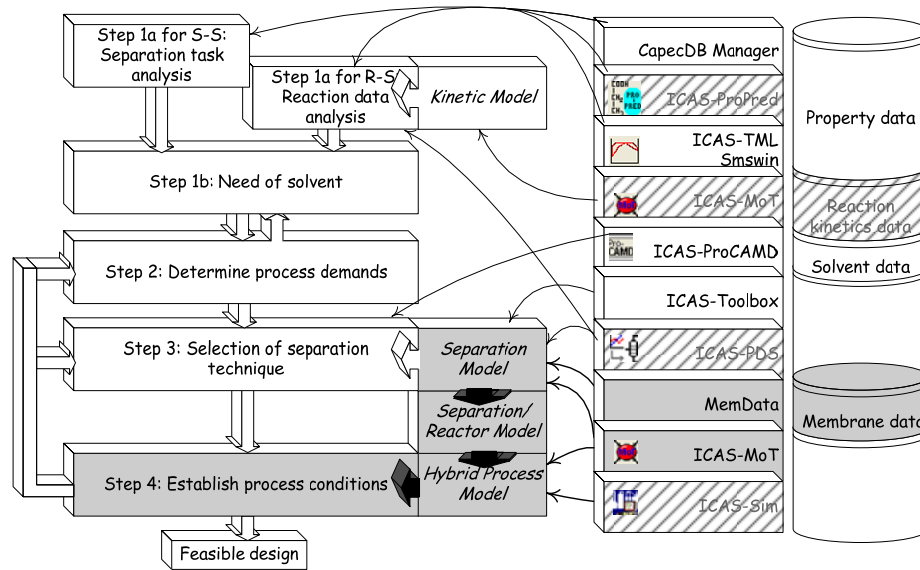 Step 1a for S-S:
Separation task
analysis
Step 1a for R-S
Reaction data
analysis
Kinetic Model
Step 1b: Need of solvent
Step 2: Determine process demands
Step 3: Selection of separation
technique
Separation
Model
Separation/
Reactor Model
Step 4: Establish process conditions
Hybrid Process
Model
Feasible design
CapecDB Manager
ICAS-ProPred
ICAS-TML
Smswin
ICAS-MoT
ICAS-ProCAMD
ICAS-Toolbox
ICAS-PDS
MemData
ICAS-MoT
ICAS-Sim
Property data
Reaction
kinetics data
Solvent data
Membrane data